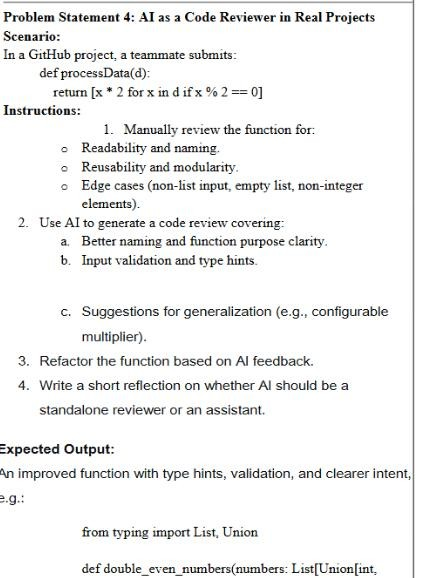 Problem Statement 4: AI as a Code Reviewer in Real Projects
Scenario:
In a GitHub project, a teammate submits:
def processData(d):
return [x * 2 for x in d if x % 2 == 0]
Instructions:
1. Manually review the function for:
o Readability and naming.
o Reusability and modularity.
o Edge cases (non-list input, empty list, non-integer
elements).
2. Use AI to generate a code review covering:
a. Better naming and function purpose clarity.
b. Input validation and type hints.
c. Suggestions for generalization (e.g., configurable
multiplier).
3. Refactor the function based on AI feedback.
4. Write a short reflection on whether AI should be a
standalone reviewer or an assistant.
Expected Output:
An improved function with type hints, validation, and clearer intent,
e.g.:
from typing import List, Union
def double_even_numbers(numbers: List[Union[int,